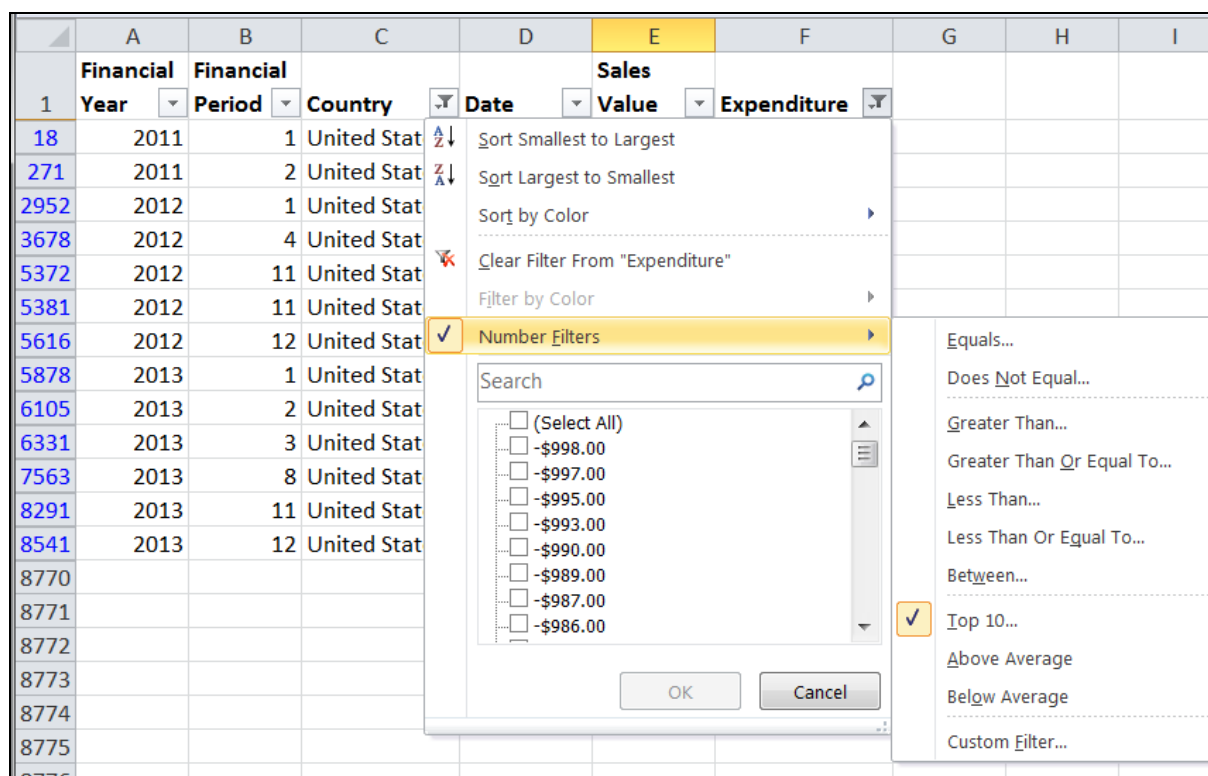 A B C D E F G H I
Financial Financial Sales
1 Year Period Country Date Value Expenditure
18 2011 1 United Stat
271 2011 2 United Stat
2952 2012 1 United Stat
3678 2012 4 United Stat
5372 2012 11 United Stat
5381 2012 11 United Stat
5616 2012 12 United Stat
5878 2013 1 United Stat
6105 2013 2 United Stat
6331 2013 3 United Stat
7563 2013 8 United Stat
8291 2013 11 United Stat
8541 2013 12 United Stat
8770
8771
8772
8773
8774
8775
Sort Smallest to Largest
Sort Largest to Smallest
Sort by Color
Clear Filter From "Expenditure"
Filter by Color
Number Filters
Search
(Select All)
-$998.00
-$997.00
-$995.00
-$993.00
-$990.00
-$989.00
-$987.00
-$986.00
OK Cancel
Equals...
Does Not Equal...
Greater Than...
Greater Than Or Equal To...
Less Than...
Less Than Or Equal To...
Between...
Top 10...
Above Average
Below Average
Custom Filter...